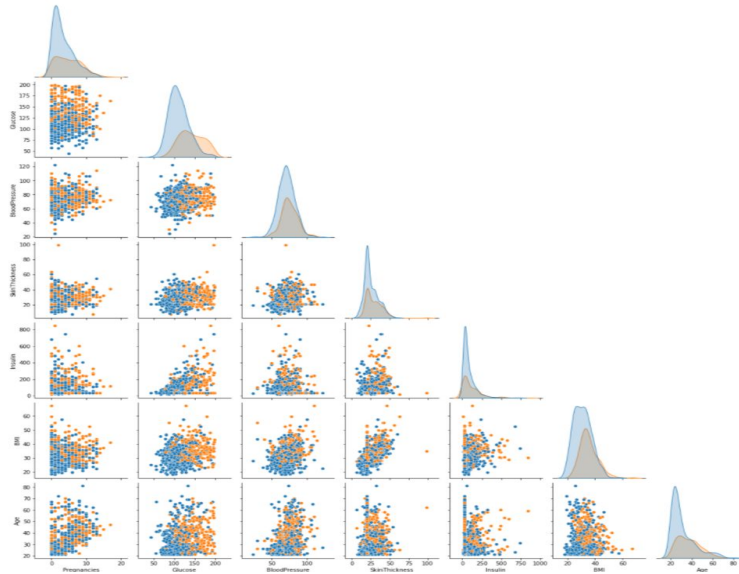 Glucose
200
175
150
125
100
75
50
BloodPressure
120
100
80
60
40
20
SkinThickness
100
80
60
40
20
Insulin
800
600
400
200
0
BMI
60
50
40
30
20
Age
80
70
60
50
40
30
20
0 10 20
50 100 150 200
50 100
0 25 50 75 100
0 250 500 750 1000
20 40 60
20 40 60 80
Pregnancies Glucose BloodPressure SkinThickness Insulin BMI Age